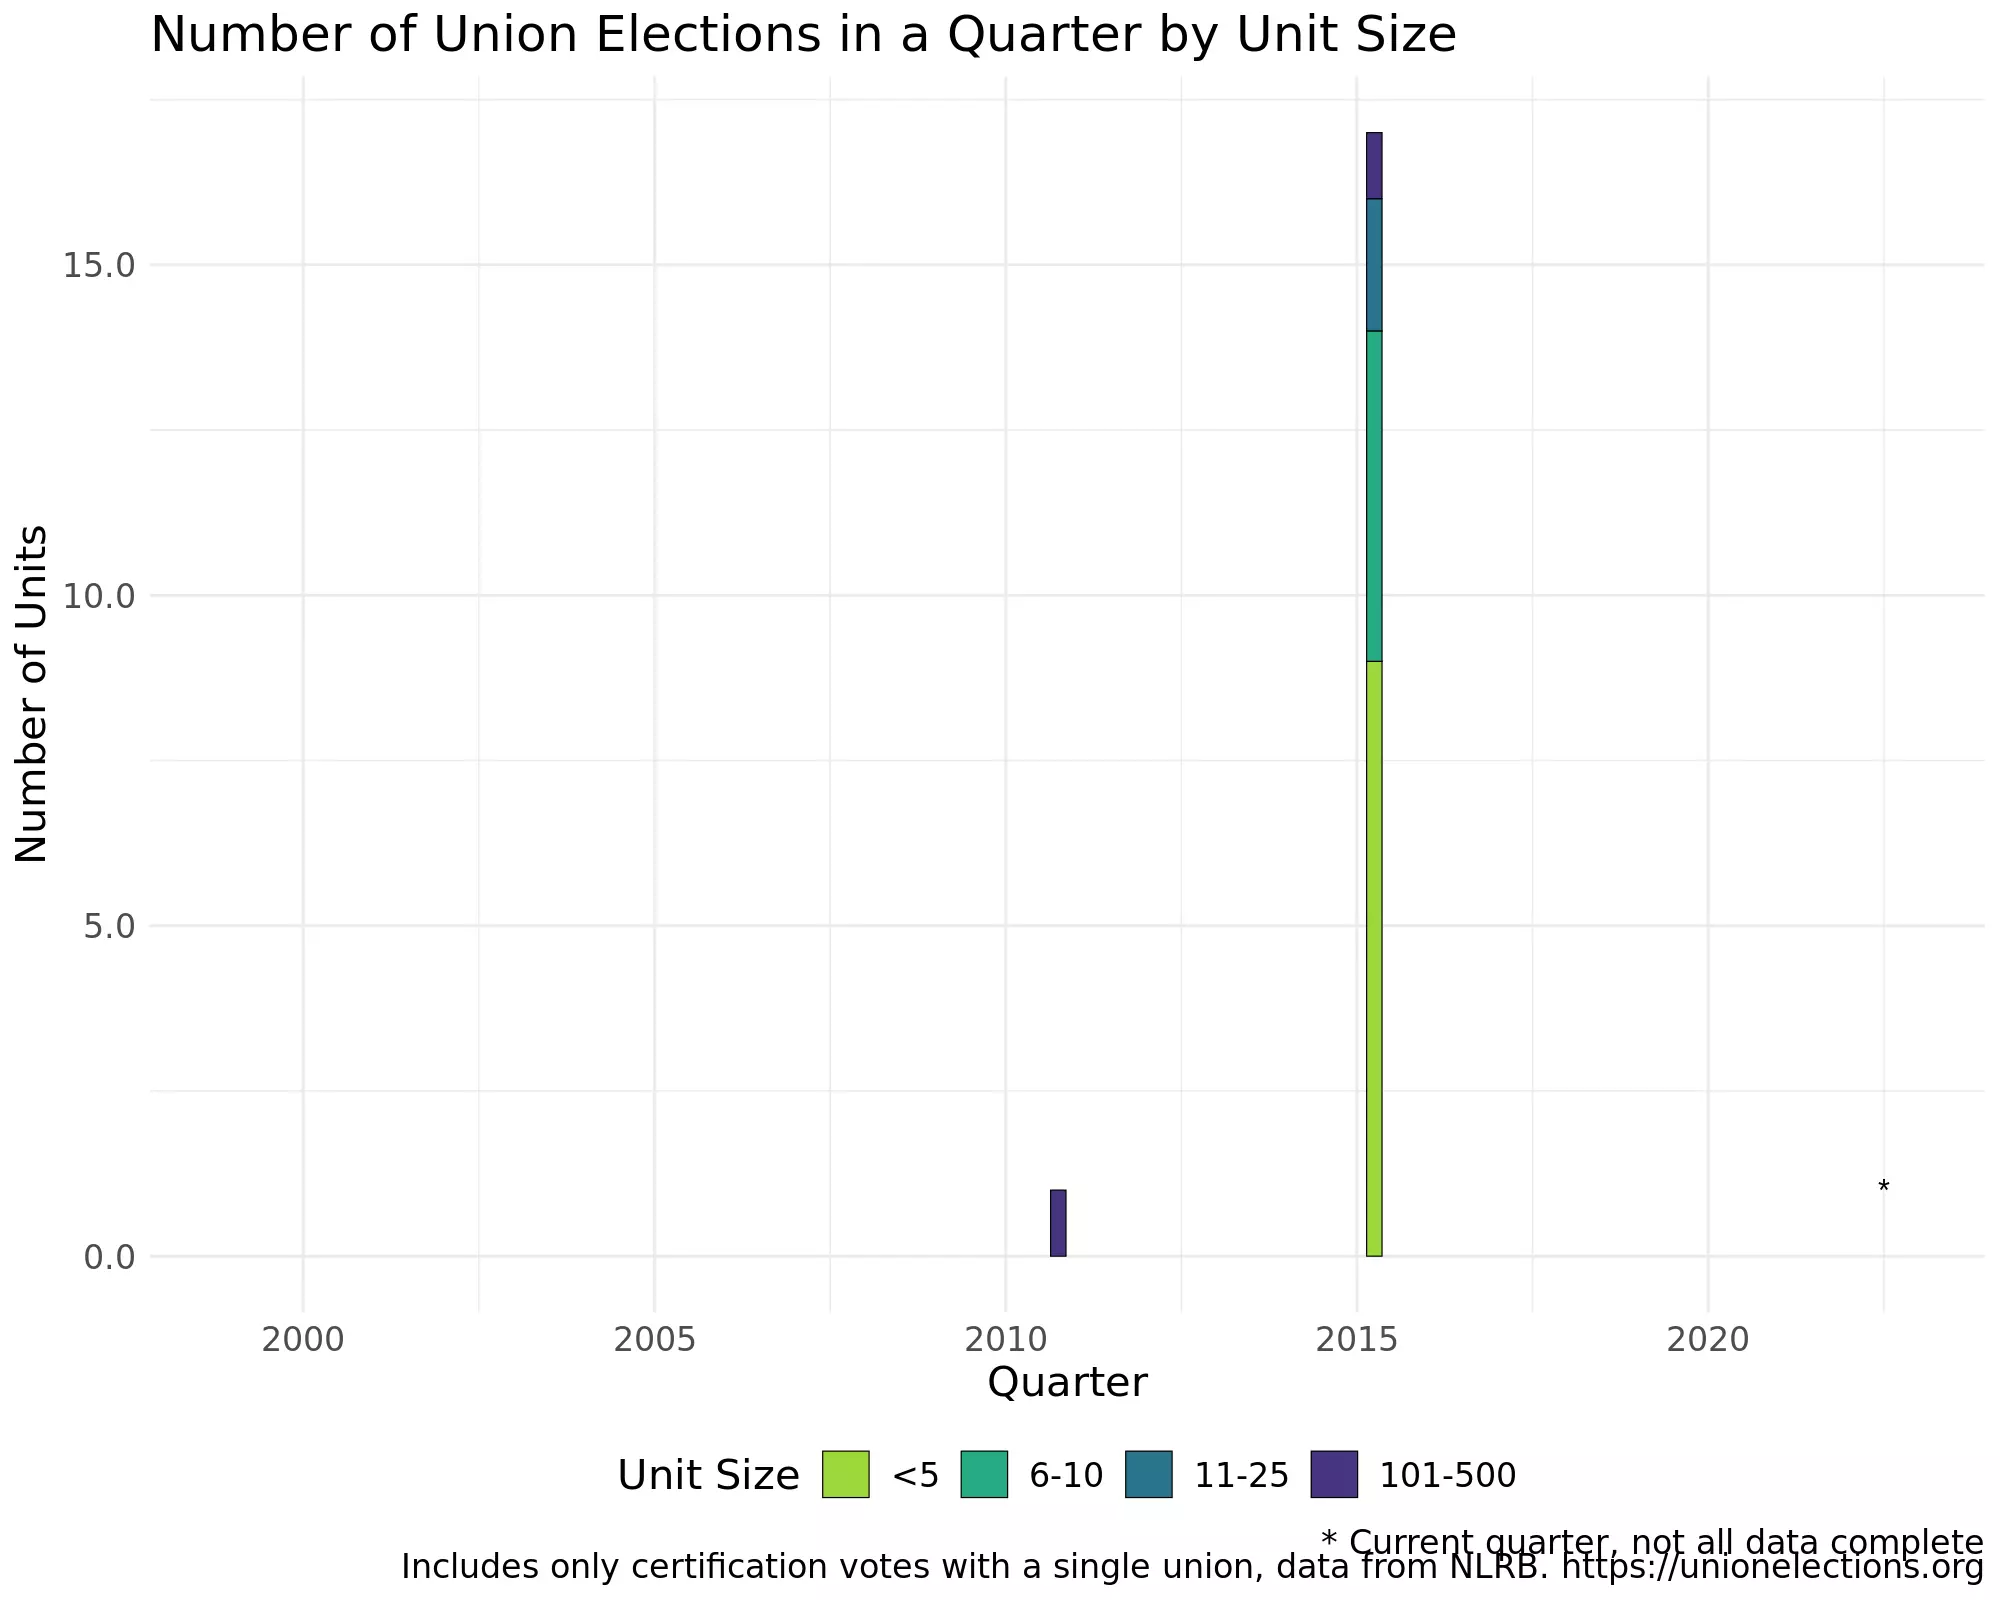 Number of Union Elections in a Quarter by Unit Size
Number of Units
15.0
10.0
5.0
0.0
*
2000 2005 2010 2015 2020
Quarter
Unit Size <5 6-10 11-25 101-500
* Current quarter, not all data complete
Includes only certification votes with a single union, data from NLRB. https://unionelections.org